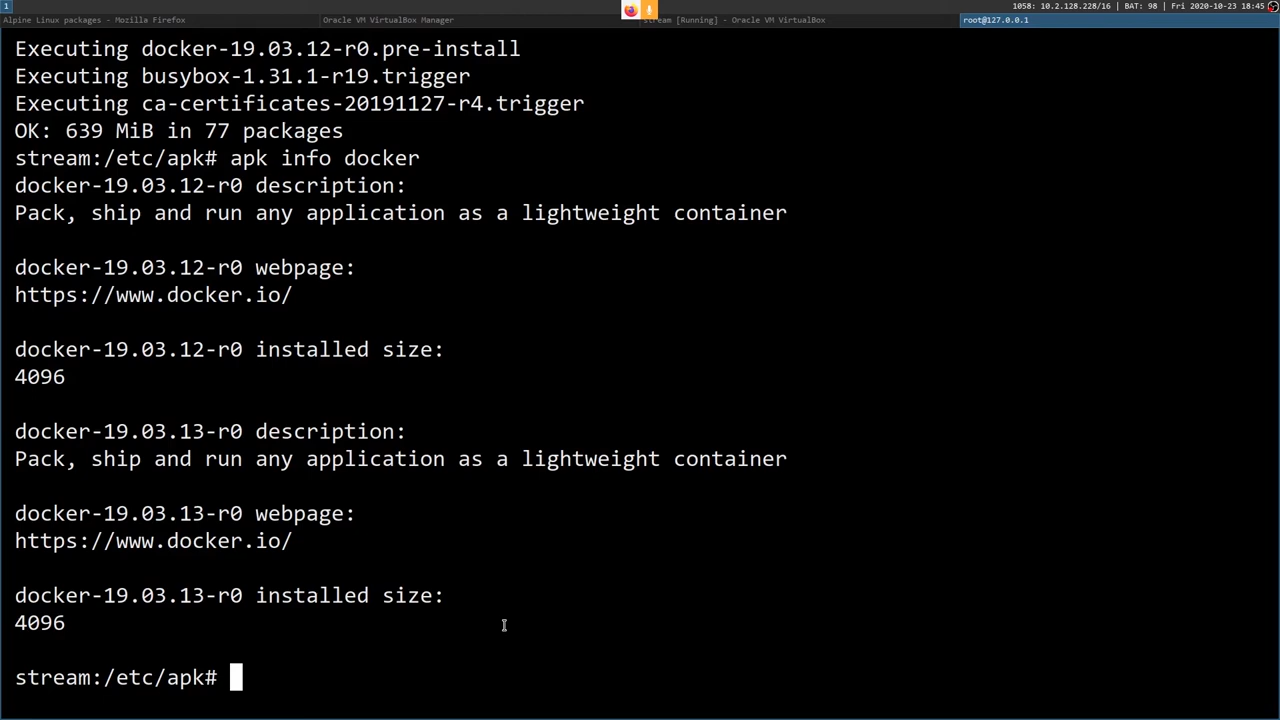 1
1058: 10.2.128.228/16 | BAT: 98 | Fri 2020-10-23 18:45
Alpine Linux packages - Mozilla Firefox
Oracle VM VirtualBox Manager
stream [Running] - Oracle VM VirtualBox
root@127.0.0.1
Executing docker-19.03.12-r0.pre-install
Executing busybox-1.31.1-r19.trigger
Executing ca-certificates-20191127-r4.trigger
OK: 639 MiB in 77 packages
stream:/etc/apk# apk info docker
docker-19.03.12-r0 description:
Pack, ship and run any application as a lightweight container
docker-19.03.12-r0 webpage:
https://www.docker.io/
docker-19.03.12-r0 installed size:
4096
docker-19.03.13-r0 description:
Pack, ship and run any application as a lightweight container
docker-19.03.13-r0 webpage:
https://www.docker.io/
docker-19.03.13-r0 installed size:
4096
stream:/etc/apk#